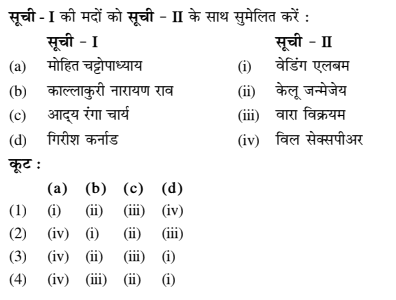 सूची - I की मदों को सूची - II के साथ सुमेलित करें :
सूची - I सूची - II
(a) मोहित चट्टोपाध्याय (i) वेडिंग एलबम
(b) काल्लाकुरी नारायण राव (ii) केलू जन्मेजेय
(c) आद्य रंगा चार्य (iii) वारा विक्रयम
(d) गिरीश कर्नाड (iv) विल सेक्सपीअर
कूट :
(a) (b) (c) (d)
(1) (i) (ii) (iii) (iv)
(2) (iv) (i) (ii) (iii)
(3) (iv) (ii) (iii) (i)
(4) (iv) (iii) (ii) (i)